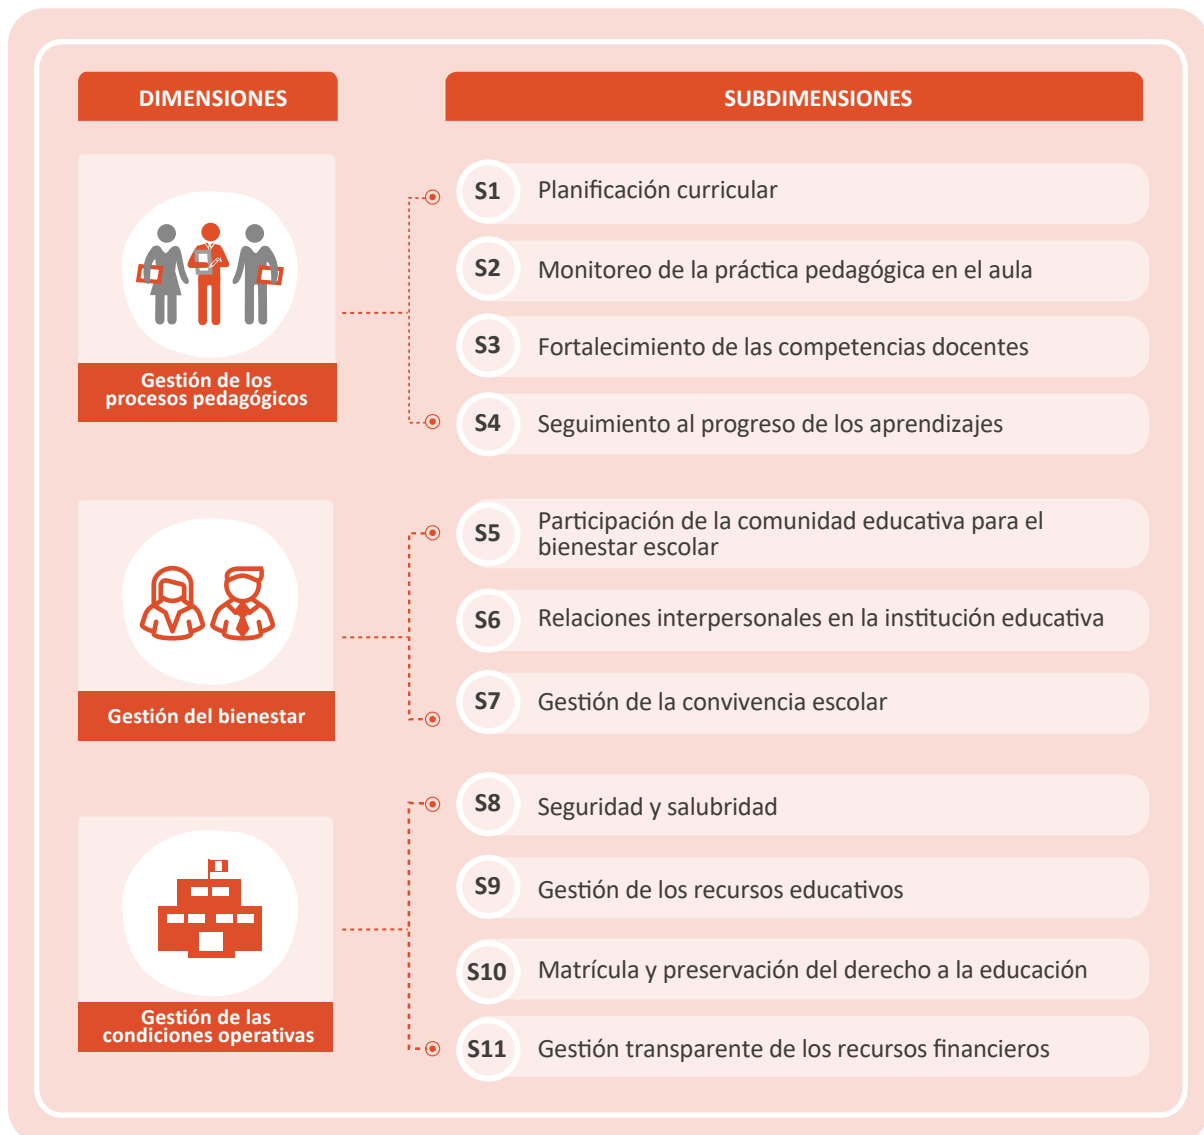 DIMENSIONES
SUBDIMENSIONES
Gestión de los
procesos pedagógicos
S1 Planificación curricular
S2 Monitoreo de la práctica pedagógica en el aula
S3 Fortalecimiento de las competencias docentes
S4 Seguimiento al progreso de los aprendizajes
Gestión del bienestar
S5 Participación de la comunidad educativa para el
bienestar escolar
S6 Relaciones interpersonales en la institución educativa
S7 Gestión de la convivencia escolar
Gestión de las
condiciones operativas
S8 Seguridad y salubridad
S9 Gestión de los recursos educativos
S10 Matrícula y preservación del derecho a la educación
S11 Gestión transparente de los recursos financieros